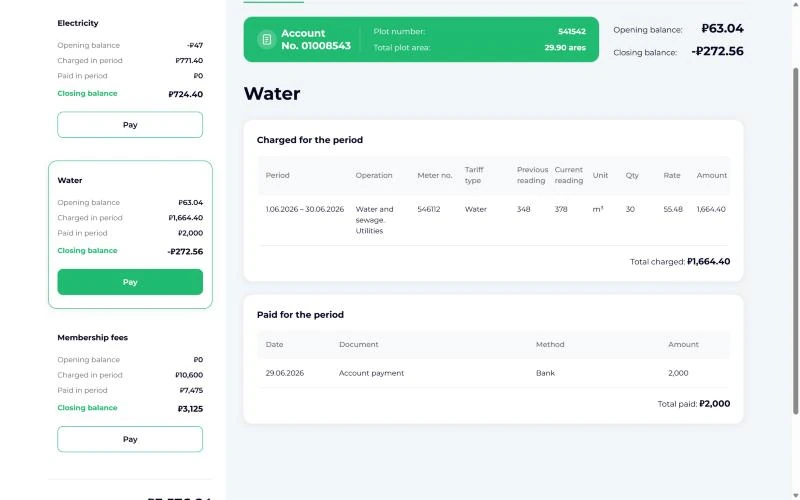 Electricity
Opening balance: -₽47
Charged in period ₽771.40
Paid in period ₽0
Closing balance ₽724.40
Pay
Water
Opening balance ₽63.04
Charged in period ₽1,664.40
Paid in period ₽2,000
Closing balance -₽272.56
Pay
Membership fees
Opening balance ₽0
Charged in period ₽10,600
Paid in period ₽7,475
Closing balance ₽3,125
Pay
Account
No. 01008543
Plot number: 541542
Total plot area: 29.90 ares
Opening balance: ₽63.04
Closing balance: -₽272.56
Water
Charged for the period
Period Operation Meter no. Tariff type Previous reading Current reading Unit Qty Rate Amount
1.06.2026 – 30.06.2026 Water and sewage. Utilities 546112 Water 348 378 m³ 30 55.48 1,664.40
Total charged: ₽1,664.40
Paid for the period
Date Document Method Amount
29.06.2026 Account payment Bank 2,000
Total paid: ₽2,000